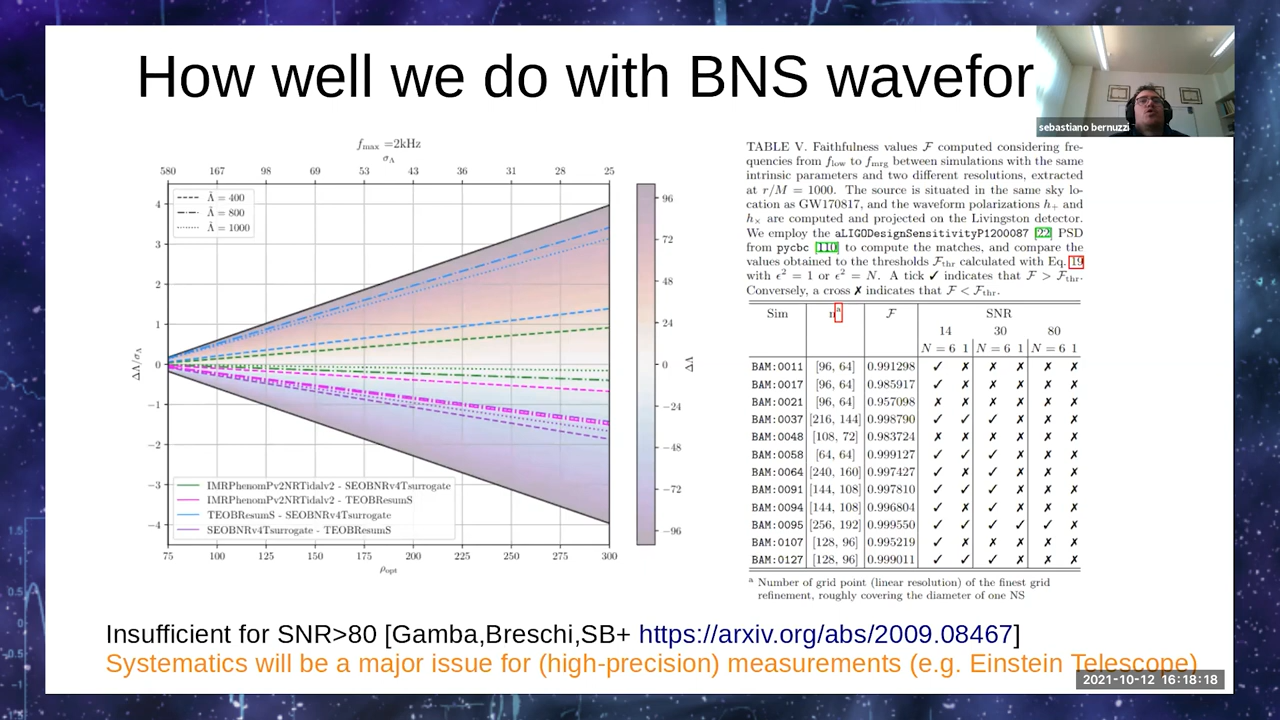 How well we do with BNS wavefor
sebastiano bernuzzi
f_max =2kHz
σ_Λ
580 167 98 69 53 43 36 31 28 25
Λ̃ = 400
Λ̃ = 800
Λ̃ = 1000
4
3
2
1
0
−1
−2
−3
−4
ΔΛ/σ_Λ
IMRPhenomPv2NRTidalv2 - SEOBNRv4Tsurrogate
IMRPhenomPv2NRTidalv2 - TEOBResumS
TEOBResumS - SEOBNRv4Tsurrogate
SEOBNRv4Tsurrogate - TEOBResumS
75 100 125 150 175 200 225 250 275 300
ρ_opt
96
72
48
24
0
−24
−48
−72
−96
ΔΛ
TABLE V. Faithfulness values F computed considering fre-
quencies from f_low to f_mrg between simulations with the same
intrinsic parameters and two different resolutions, extracted
at r/M = 1000. The source is situated in the same sky lo-
cation as GW170817, and the waveform polarizations h₊ and
h× are computed and projected on the Livingston detector.
We employ the aLIGODesignSensitivityP1200087 [22] PSD
from pycbc [110] to compute the matches, and compare the
values obtained to the thresholds F_thr calculated with Eq. 19
with ϵ² = 1 or ϵ² = N. A tick ✓ indicates that F > F_thr.
Conversely, a cross ✗ indicates that F < F_thr.
Sim n^a F SNR
14 30 80
N = 6 1 N = 6 1 N = 6 1
BAM:0011 [96, 64] 0.991298 ✓ ✗ ✗ ✗ ✗ ✗
BAM:0017 [96, 64] 0.985917 ✓ ✗ ✗ ✗ ✗ ✗
BAM:0021 [96, 64] 0.957098 ✗ ✗ ✗ ✗ ✗ ✗
BAM:0037 [216, 144] 0.998790 ✓ ✓ ✓ ✗ ✗ ✗
BAM:0048 [108, 72] 0.983724 ✗ ✗ ✗ ✗ ✗ ✗
BAM:0058 [64, 64] 0.999127 ✓ ✓ ✓ ✗ ✗ ✗
BAM:0064 [240, 160] 0.997427 ✓ ✗ ✓ ✗ ✗ ✗
BAM:0091 [144, 108] 0.997810 ✓ ✓ ✓ ✗ ✗ ✗
BAM:0094 [144, 108] 0.996804 ✓ ✗ ✓ ✗ ✗ ✗
BAM:0095 [256, 192] 0.999550 ✓ ✓ ✓ ✓ ✓ ✗
BAM:0107 [128, 96] 0.995219 ✓ ✗ ✗ ✗ ✗ ✗
BAM:0127 [128, 96] 0.999011 ✓ ✓ ✓ ✗ ✗ ✗
a Number of grid point (linear resolution) of the finest grid
refinement, roughly covering the diameter of one NS
Insufficient for SNR>80 [Gamba,Breschi,SB+ https://arxiv.org/abs/2009.08467]
Systematics will be a major issue for (high-precision) measurements (e.g. Einstein Telescope)
2021-10-12 16:18:18